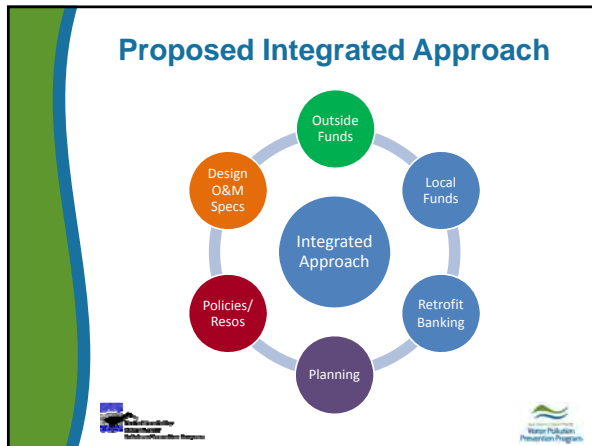 Proposed Integrated Approach
Outside
Funds
Design
O&M
Specs
Local
Funds
Integrated
Approach
Policies/
Resos
Retrofit
Banking
Planning
Water Pollution
Prevention Program